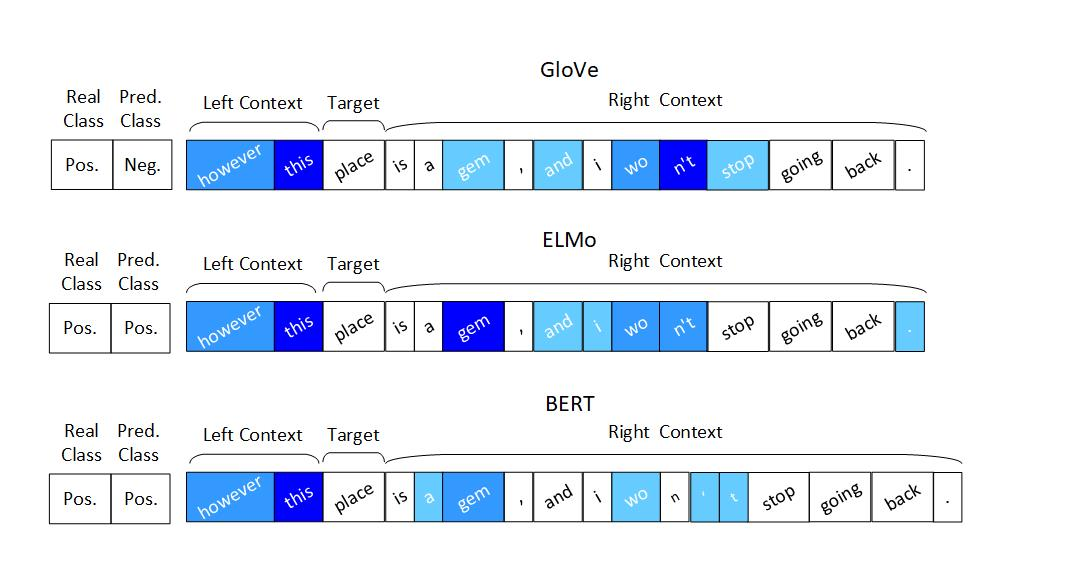 GloVe
Real Pred. Left Context Target Right Context
Class Class
Pos. Neg. however this place is a gem , and i wo n't stop going back .
ELMo
Real Pred. Left Context Target Right Context
Class Class
Pos. Pos. however this place is a gem , and i wo n't stop going back .
BERT
Real Pred. Left Context Target Right Context
Class Class
Pos. Pos. however this place is a gem , and i wo n ' t stop going back .